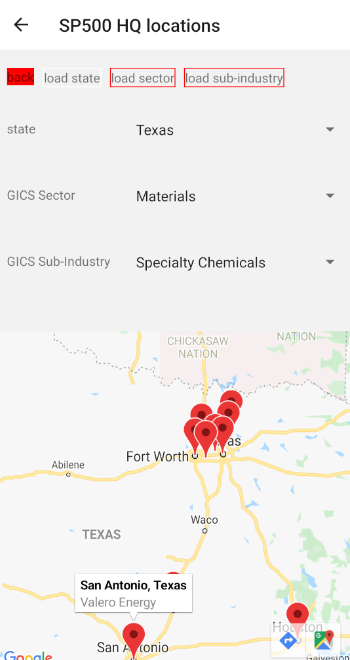 SP500 HQ locations
back load state load sector load sub-industry
state Texas
GICS Sector Materials
GICS Sub-Industry Specialty Chemicals
CHICKASAW
NATION
NATION
Fort Worth
Abilene
Waco
TEXAS
San Antonio, Texas
Valero Energy
Houston
San Antonio
Google
Galveston